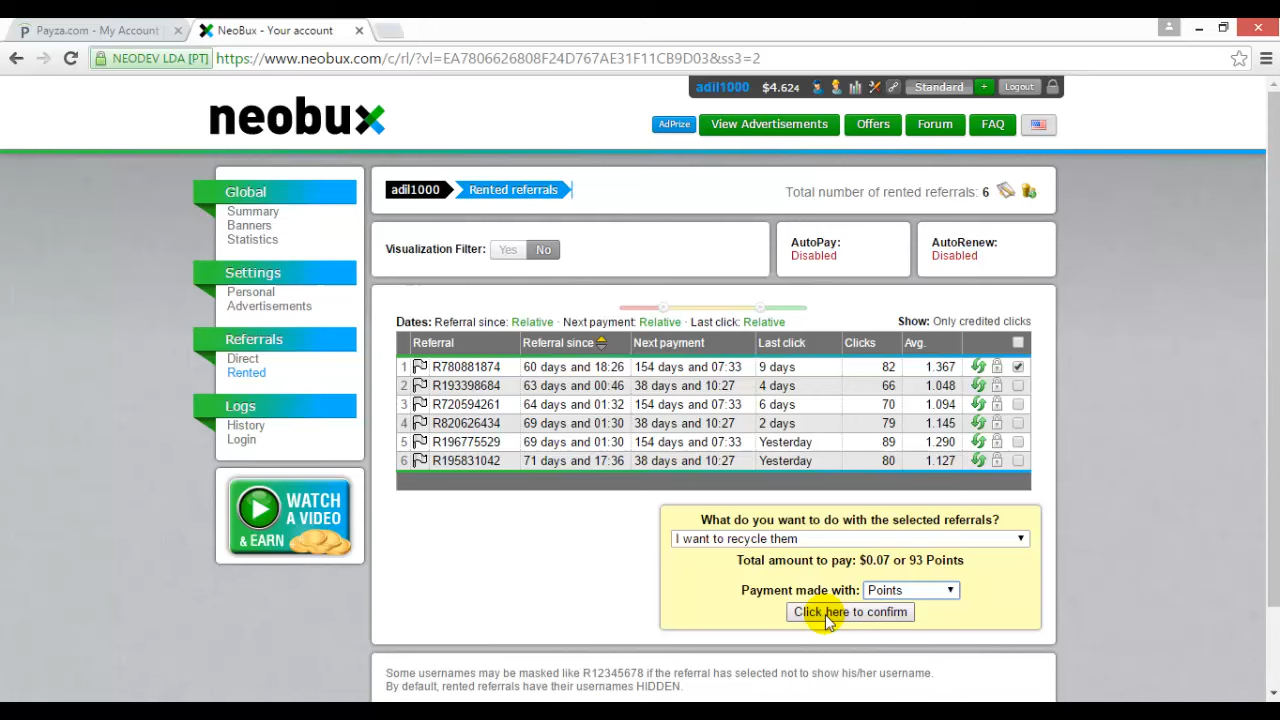 Payza.com - My Account
NeoBux - Your account
NEODEV LDA [PT] https://www.neobux.com/c/rl/?vl=EA7806626808F24D767AE31F11CB9D03&ss3=2
adil1000 $4.624 Standard + Logout
neobux
AdPrize View Advertisements Offers Forum FAQ
Global
Summary
Banners
Statistics
Settings
Personal
Advertisements
Referrals
Direct
Rented
Logs
History
Login
WATCH
A VIDEO
& EARN
adil1000 Rented referrals
Total number of rented referrals: 6
Visualization Filter: Yes No
AutoPay:
Disabled
AutoRenew:
Disabled
Dates: Referral since: Relative · Next payment: Relative · Last click: Relative
Show: Only credited clicks
Referral Referral since Next payment Last click Clicks Avg.
1 R780881874 60 days and 18:26 154 days and 07:33 9 days 82 1.367
2 R193398684 63 days and 00:46 38 days and 10:27 4 days 66 1.048
3 R720594261 64 days and 01:32 154 days and 07:33 6 days 70 1.094
4 R820626434 69 days and 01:30 38 days and 10:27 2 days 79 1.145
5 R196775529 69 days and 01:30 154 days and 07:33 Yesterday 89 1.290
6 R195831042 71 days and 17:36 38 days and 10:27 Yesterday 80 1.127
What do you want to do with the selected referrals?
I want to recycle them
Total amount to pay: $0.07 or 93 Points
Payment made with: Points
Click here to confirm
Some usernames may be masked like R12345678 if the referral has selected not to show his/her username.
By default, rented referrals have their usernames HIDDEN.